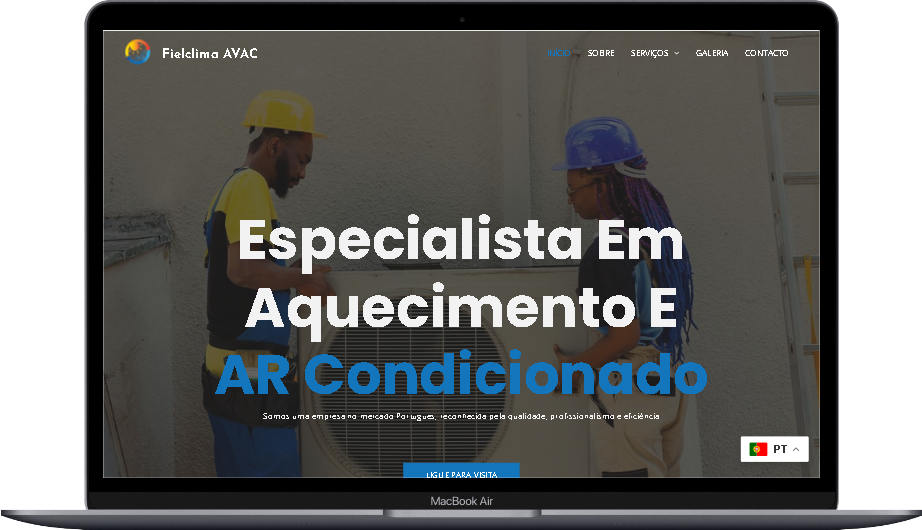 Fielclima AVAC
INÍCIO
SOBRE
SERVIÇOS
GALERIA
CONTACTO
Especialista Em
Aquecimento E
AR Condicionado
Somos uma empresa no mercado Português, reconhecida pela qualidade, profissionalismo e eficiência
LIGUE PARA VISITA
PT
MacBook Air